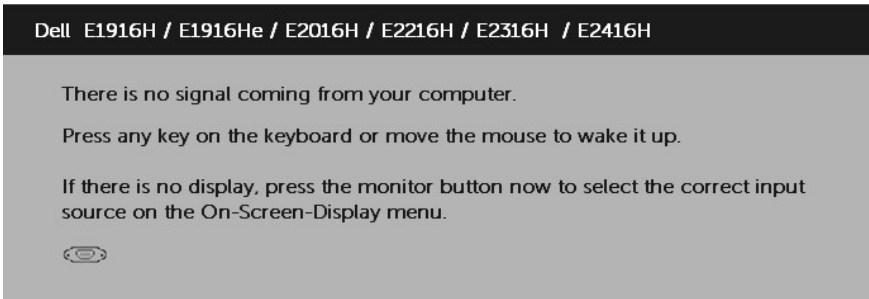 Dell E1916H / E1916He / E2016H / E2216H / E2316H / E2416H
There is no signal coming from your computer.
Press any key on the keyboard or move the mouse to wake it up.
If there is no display, press the monitor button now to select the correct input
source on the On-Screen-Display menu.